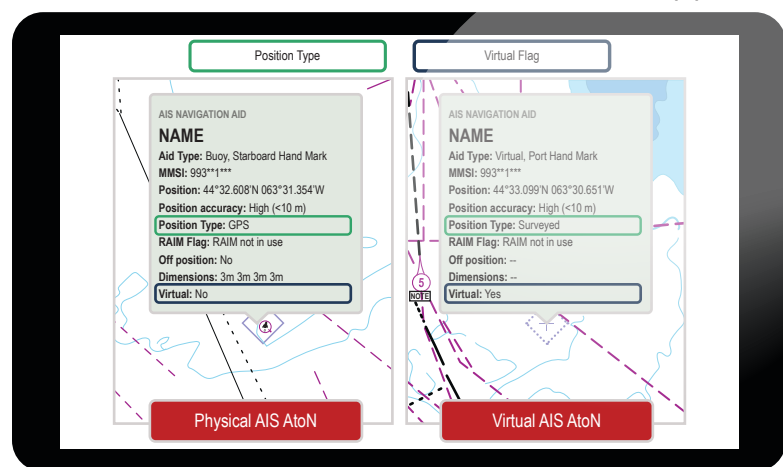 Position Type
Virtual Flag
AIS NAVIGATION AID
NAME
Aid Type: Buoy, Starboard Hand Mark
MMSI: 993**1***
Position: 44°32.608'N 063°31.354'W
Position accuracy: High (<10 m)
Position Type: GPS
RAIM Flag: RAIM not in use
Off position: No
Dimensions: 3m 3m 3m 3m
Virtual: No
Physical AIS AtoN
AIS NAVIGATION AID
NAME
Aid Type: Virtual, Port Hand Mark
MMSI: 993**1***
Position: 44°33.099'N 063°30.651'W
Position accuracy: High (<10 m)
Position Type: Surveyed
RAIM Flag: RAIM not in use
Off position: --
Dimensions: --
Virtual: Yes
5
NOTE
Virtual AIS AtoN